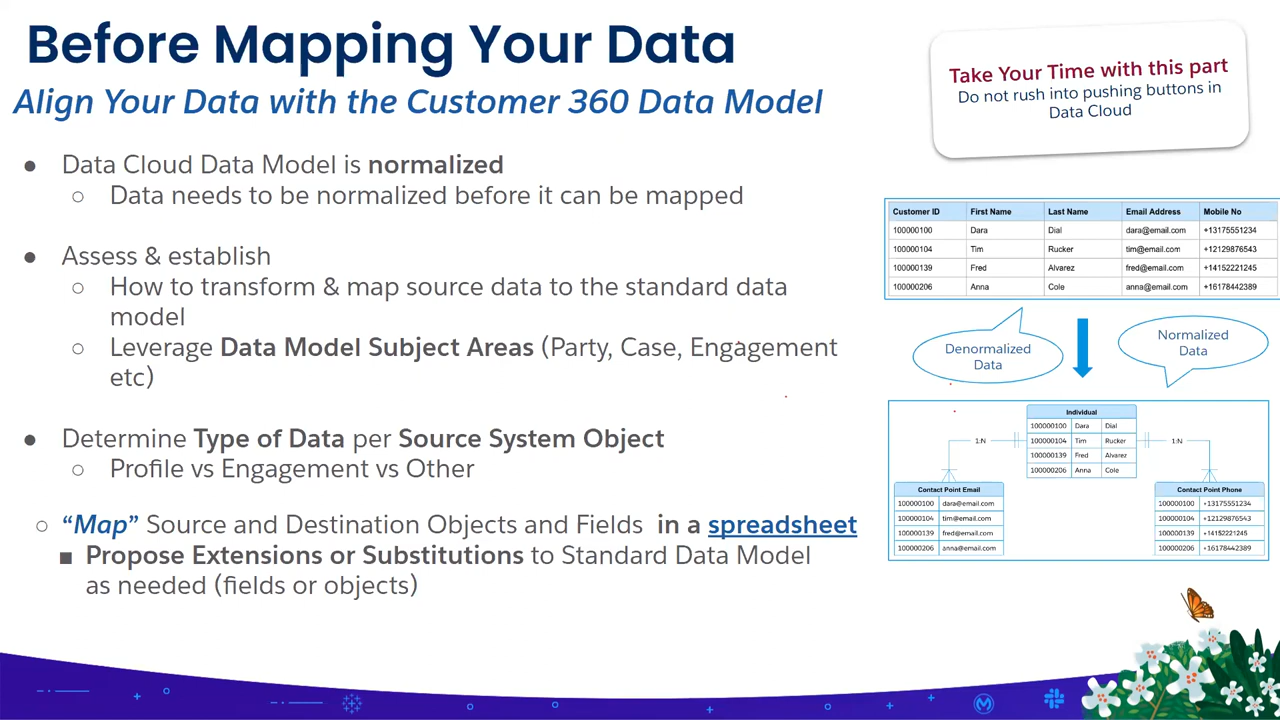 Before Mapping Your Data
Align Your Data with the Customer 360 Data Model
Take Your Time with this part
Do not rush into pushing buttons in
Data Cloud
● Data Cloud Data Model is normalized
○ Data needs to be normalized before it can be mapped
● Assess & establish
○ How to transform & map source data to the standard data
model
○ Leverage Data Model Subject Areas (Party, Case, Engagement
etc)
● Determine Type of Data per Source System Object
○ Profile vs Engagement vs Other
○ “Map” Source and Destination Objects and Fields in a spreadsheet
■ Propose Extensions or Substitutions to Standard Data Model
as needed (fields or objects)
Customer ID First Name Last Name Email Address Mobile No
100000100 Dara Dial dara@email.com +13175551234
100000104 Tim Rucker tim@email.com +12129876543
100000139 Fred Alvarez fred@email.com +14152221245
100000206 Anna Cole anna@email.com +16178442389
Denormalized
Data
Normalized
Data
Individual
100000100 Dara Dial
100000104 Tim Rucker
100000139 Fred Alvarez
100000206 Anna Cole
1:N
1:N
Contact Point Email
100000100 dara@email.com
100000104 tim@email.com
100000139 fred@email.com
100000206 anna@email.com
Contact Point Phone
100000100 +13175551234
100000104 +12129876543
100000139 +14152221245
100000206 +16178442389